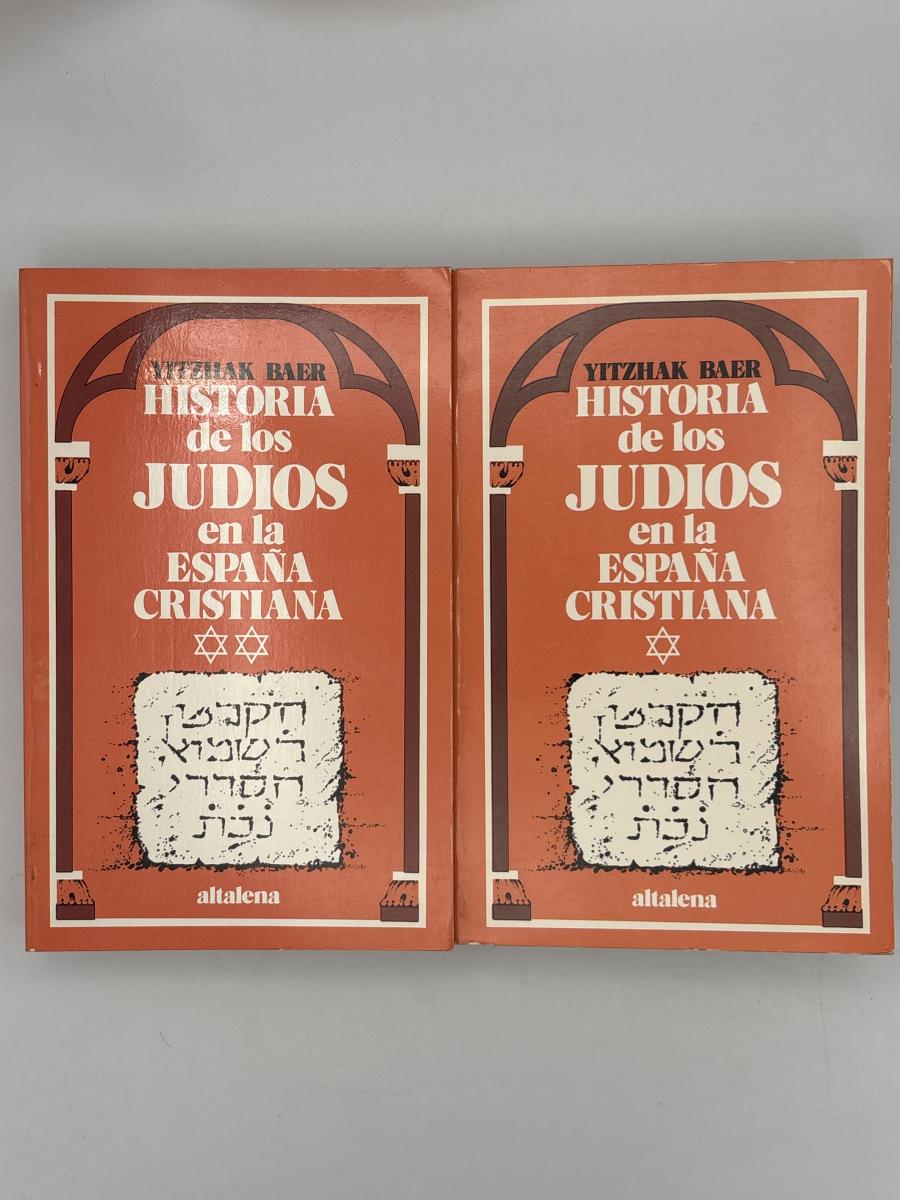 YITZHAK BAER
HISTORIA
de los
JUDIOS
en la
ESPAÑA
CRISTIANA
altalena
YITZHAK BAER
HISTORIA
de los
JUDIOS
en la
ESPAÑA
CRISTIANA
altalena